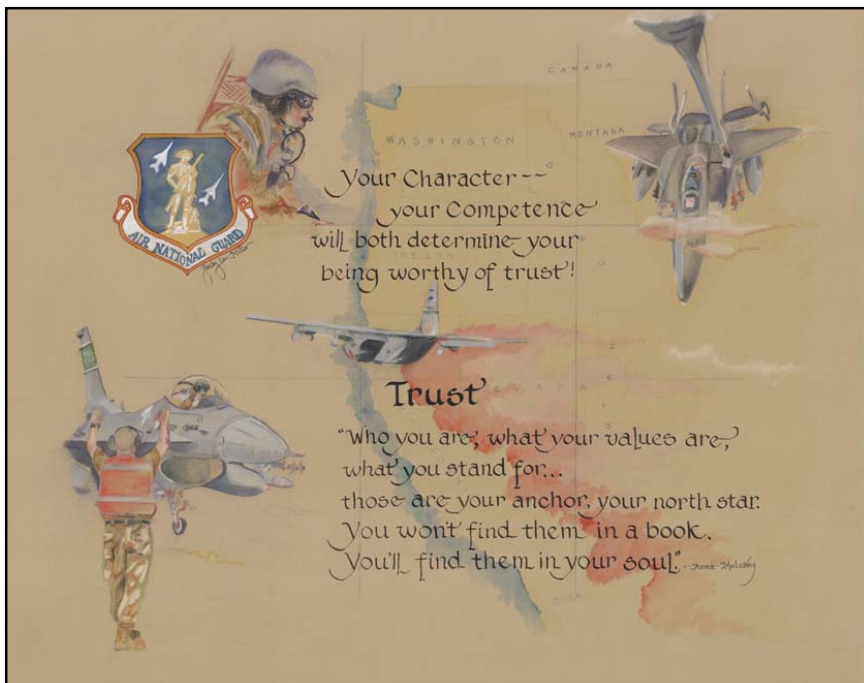 CANADA
WASHINGTON
MONTANA
Your Character--
your Competence
will both determine your
being worthy of trust!
OREGON
AIR NATIONAL GUARD
Trust
"Who you are, what your values are,
what you stand for...
those are your anchor, your north star.
You won't find them in a book.
You'll find them in your soul."